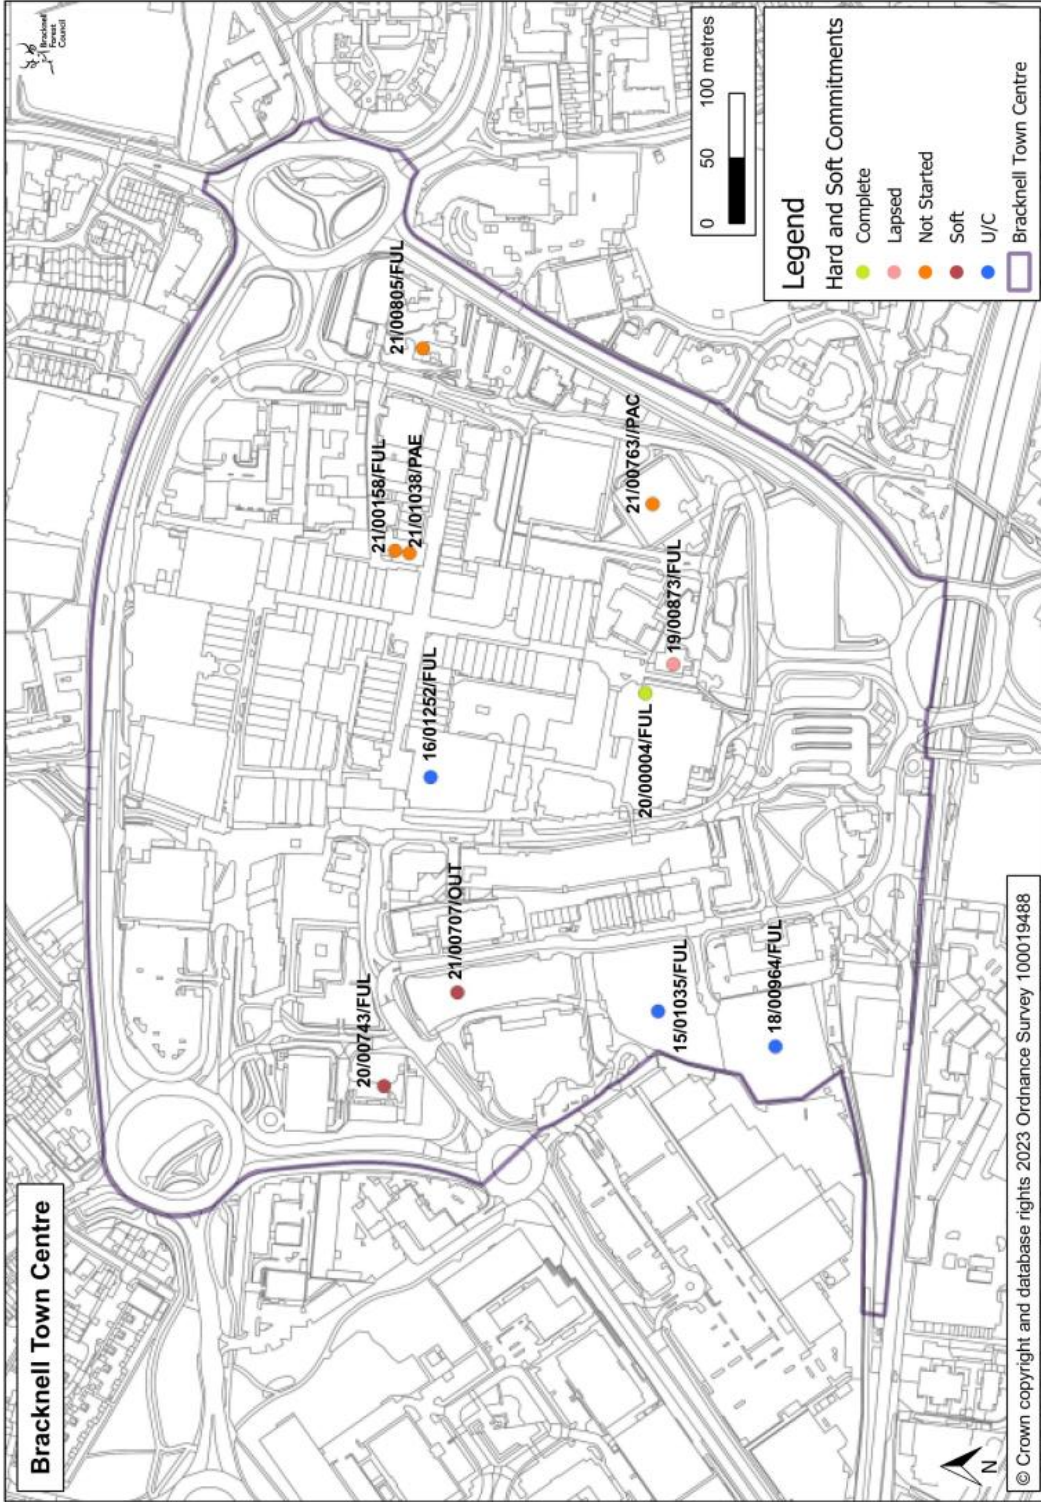 Bracknell Town Centre
Bracknell
Forest
Council
20/00743/FUL
21/00707/OUT
15/01035/FUL
18/00964/FUL
16/01252/FUL
20/00004/FUL
19/00873/FUL
21/00158/FUL
21/01038/PAE
21/00763//PAC
21/00805/FUL
0 50 100 metres
Legend
Hard and Soft Commitments
Complete
Lapsed
Not Started
Soft
U/C
Bracknell Town Centre
N
© Crown copyright and database rights 2023 Ordnance Survey 100019488